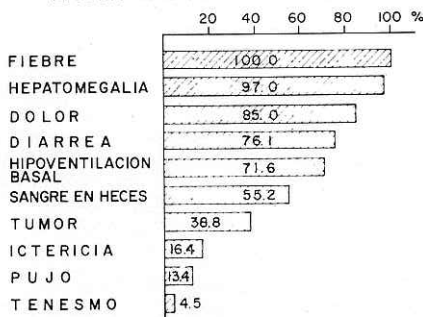 20 40 60 80 100 %
FIEBRE 100.0
HEPATOMEGALIA 97.0
DOLOR 85.0
DIARREA 76.1
HIPOVENTILACION
BASAL 71.6
SANGRE EN HECES 55.2
TUMOR 38.8
ICTERICIA 16.4
PUJO 13.4
TENESMO 4.5